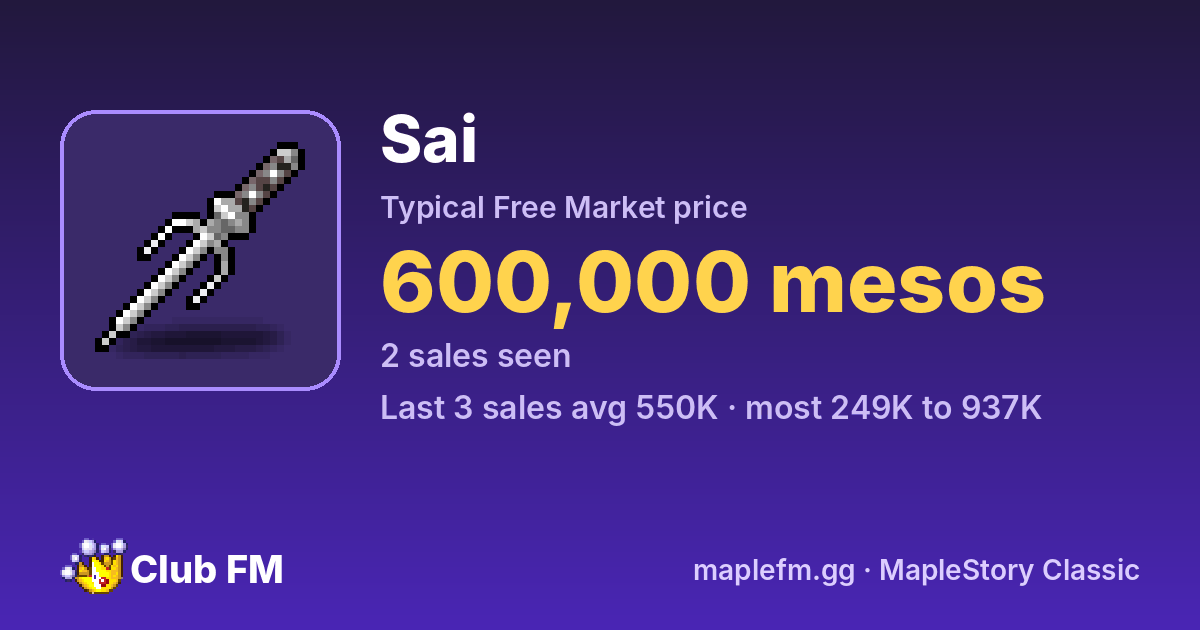 Sai
Typical Free Market price
600,000 mesos
2 sales seen
Last 3 sales avg 550K · most 249K to 937K
Club FM
maplefm.gg · MapleStory Classic